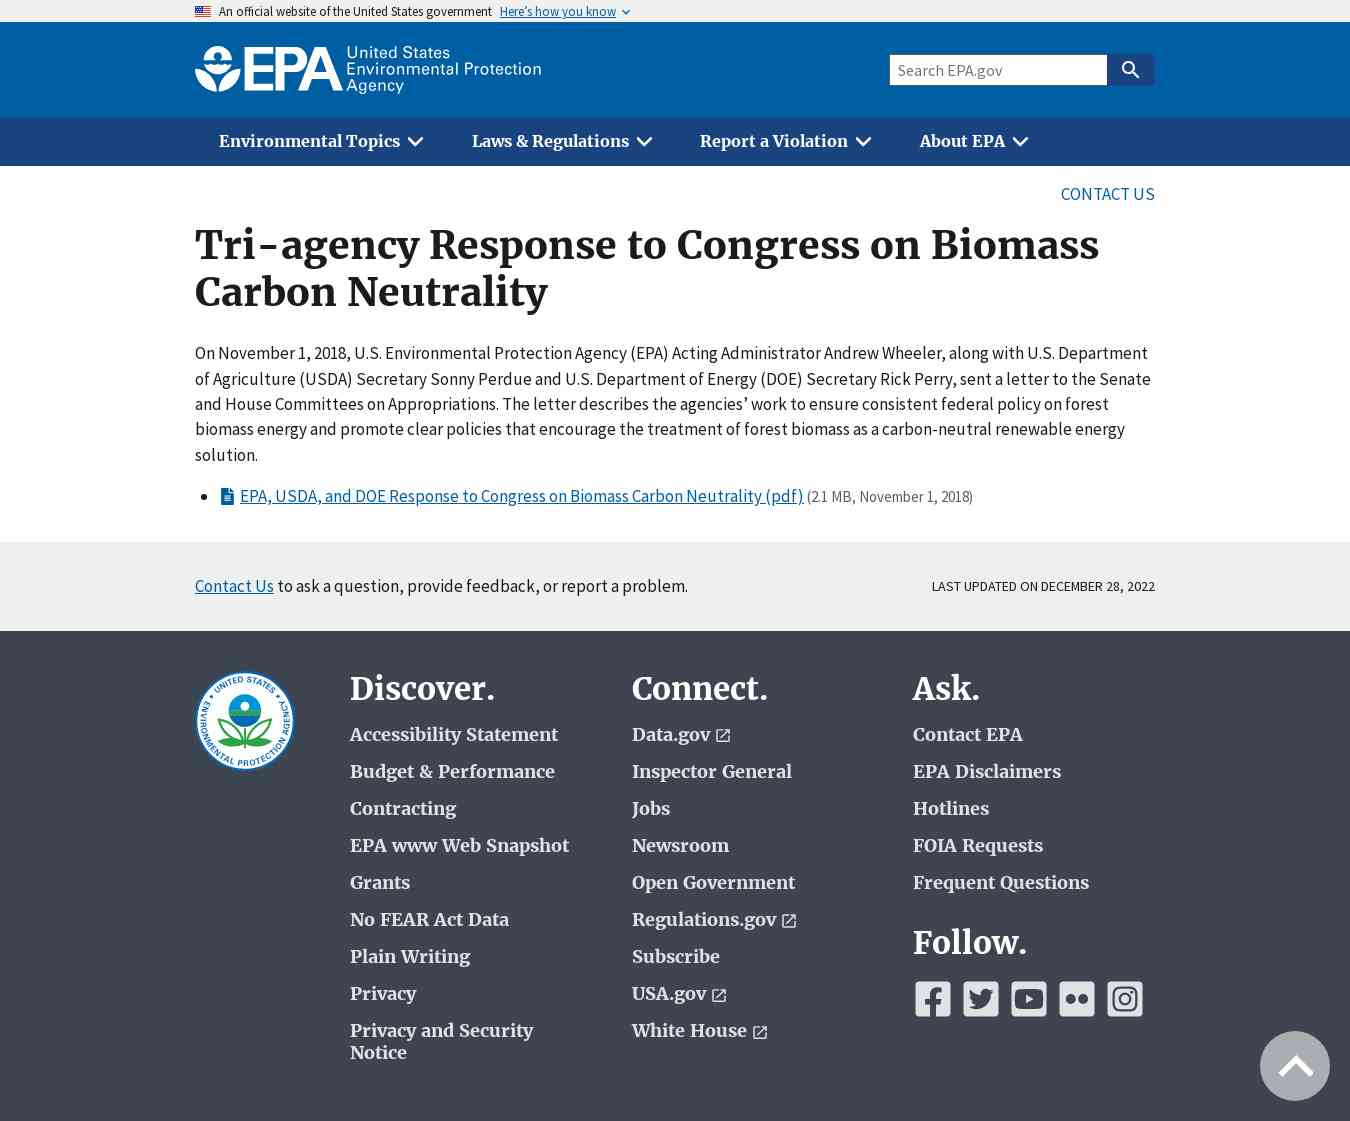 An official website of the United States government Here's how you know
EPA United States
Environmental Protection
Agency
Search EPA.gov
Environmental Topics Laws & Regulations Report a Violation About EPA
CONTACT US
Tri-agency Response to Congress on Biomass
Carbon Neutrality
On November 1, 2018, U.S. Environmental Protection Agency (EPA) Acting Administrator Andrew Wheeler, along with U.S. Department
of Agriculture (USDA) Secretary Sonny Perdue and U.S. Department of Energy (DOE) Secretary Rick Perry, sent a letter to the Senate
and House Committees on Appropriations. The letter describes the agencies' work to ensure consistent federal policy on forest
biomass energy and promote clear policies that encourage the treatment of forest biomass as a carbon-neutral renewable energy
solution.
• EPA, USDA, and DOE Response to Congress on Biomass Carbon Neutrality (pdf) (2.1 MB, November 1, 2018)
Contact Us to ask a question, provide feedback, or report a problem.
LAST UPDATED ON DECEMBER 28, 2022
UNITED STATES
ENVIRONMENTAL PROTECTION AGENCY
Discover.
Accessibility Statement
Budget & Performance
Contracting
EPA www Web Snapshot
Grants
No FEAR Act Data
Plain Writing
Privacy
Privacy and Security
Notice
Connect.
Data.gov
Inspector General
Jobs
Newsroom
Open Government
Regulations.gov
Subscribe
USA.gov
White House
Ask.
Contact EPA
EPA Disclaimers
Hotlines
FOIA Requests
Frequent Questions
Follow.